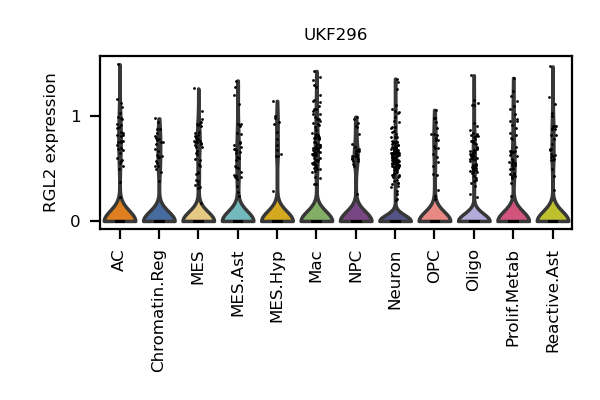 UKF296
RGL2 expression
1
0
AC
Chromatin.Reg
MES
MES.Ast
MES.Hyp
Mac
NPC
Neuron
OPC
Oligo
Prolif.Metab
Reactive.Ast